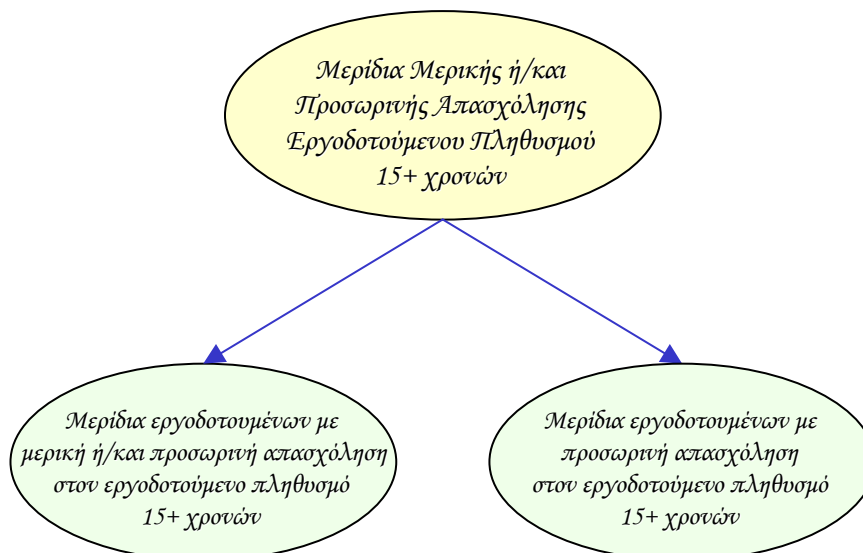 Μερίδια Μερικής ή/και
Προσωρινής Απασχόλησης
Εργοδοτούμενου Πληθυσμού
15+ χρονών
Μερίδια εργοδοτουμένων με
μερική ή/και προσωρινή απασχόληση
στον εργοδοτούμενο πληθυσμό
15+ χρονών
Μερίδια εργοδοτουμένων με
προσωρινή απασχόληση
στον εργοδοτούμενο πληθυσμό
15+ χρονών